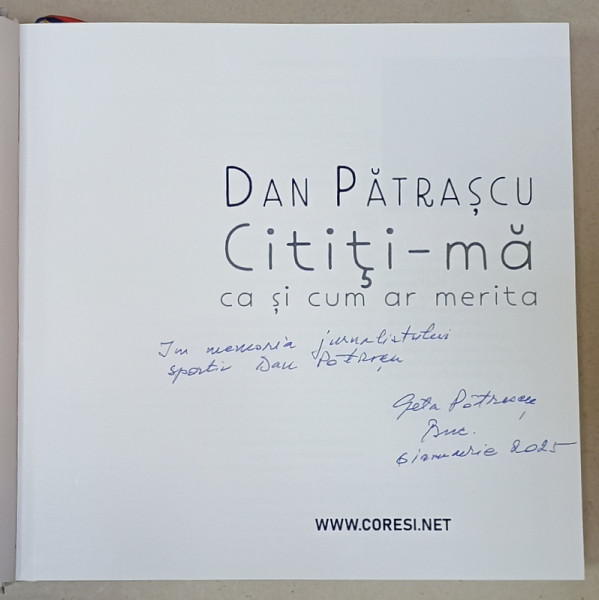 DAN PĂTRAȘCU
Citiți-mă
ca și cum ar merita
În memoria jurnalistului
sportiv Dan Pătrașcu
Geta Pătrașcu
Buc.
6 ianuarie 2025
WWW.CORESI.NET